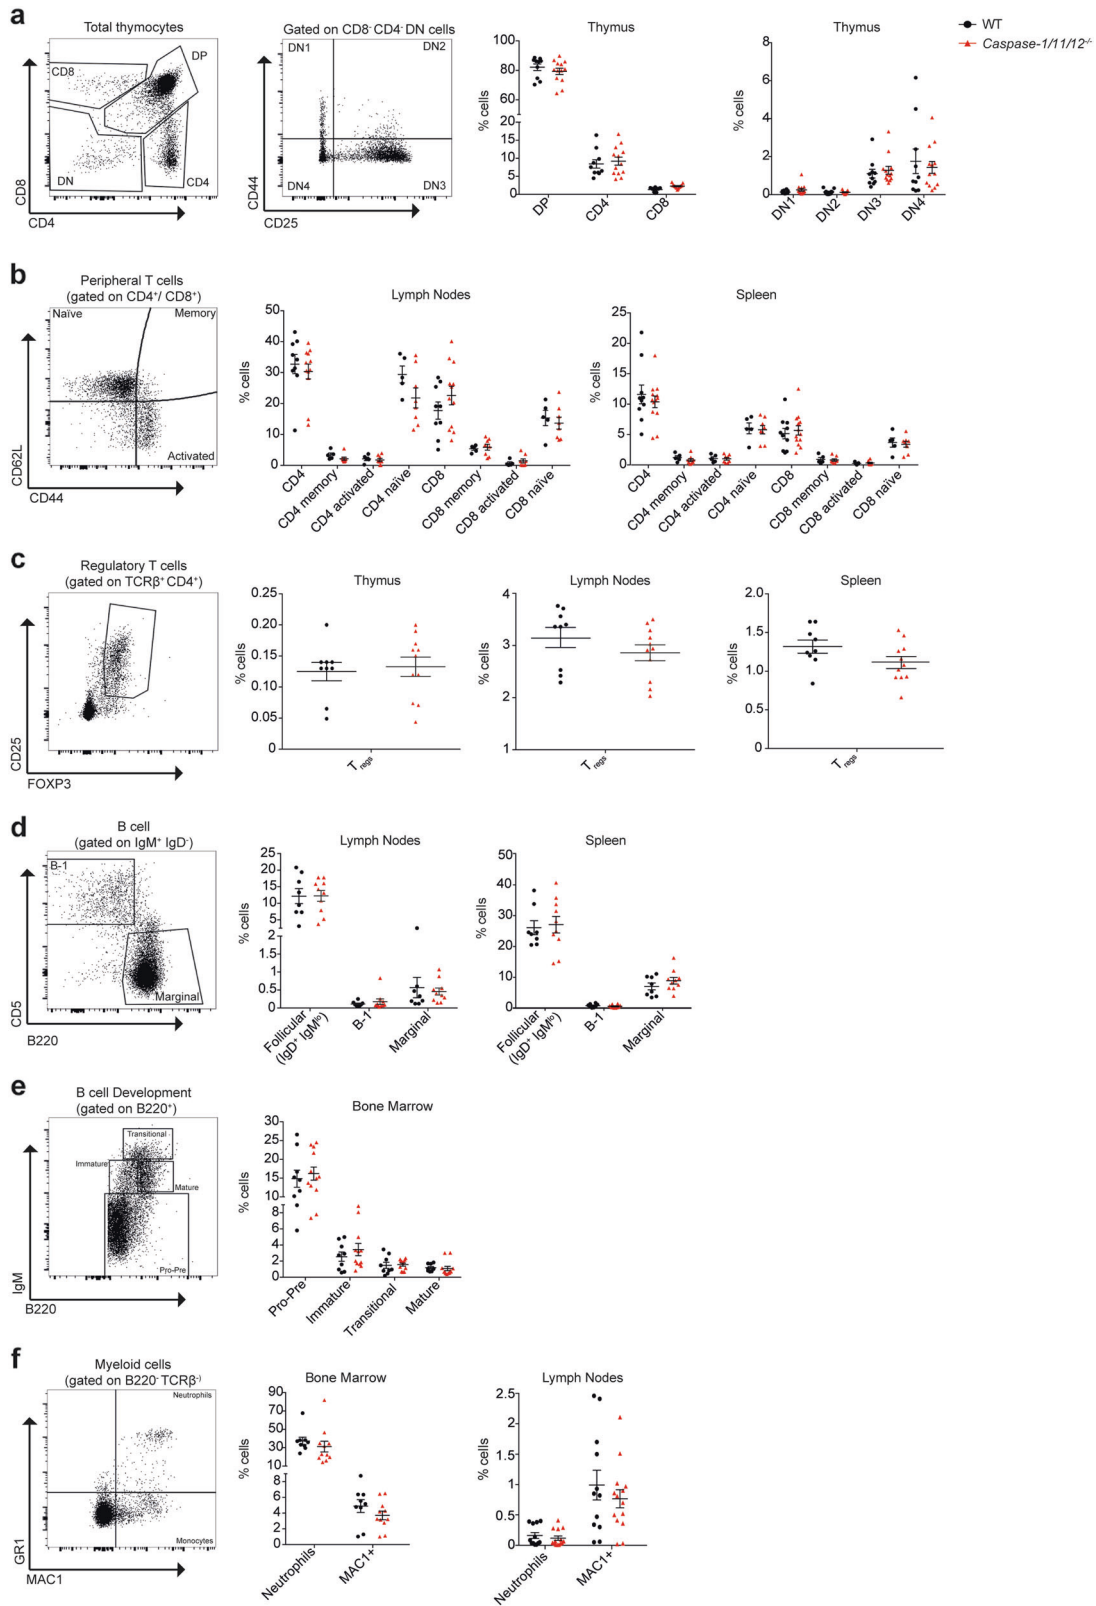 a
Total thymocytes
CD8
DP
DN
CD4
CD8
CD4
Gated on CD8⁻CD4⁻DN cells
DN1
DN2
DN4
DN3
CD44
CD25
Thymus
% cells
100
80
60
20
15
10
5
0
DP
CD4
CD8
Thymus
% cells
8
6
4
2
0
DN1
DN2
DN3
DN4
WT
Caspase-1/11/12⁻/⁻
b
Peripheral T cells
(gated on CD4⁺/ CD8⁺)
Naïve
Memory
Activated
CD62L
CD44
Lymph Nodes
% cells
50
40
30
20
10
0
CD4
CD4 memory
CD4 activated
CD4 naïve
CD8
CD8 memory
CD8 activated
CD8 naïve
Spleen
% cells
25
20
15
10
5
0
CD4
CD4 memory
CD4 activated
CD4 naïve
CD8
CD8 memory
CD8 activated
CD8 naïve
c
Regulatory T cells
(gated on TCRβ⁺CD4⁺)
CD25
FOXP3
Thymus
% cells
0.25
0.20
0.15
0.10
0.05
0
T regs
Lymph Nodes
% cells
4
3
2
1
T regs
Spleen
% cells
2.0
1.5
1.0
0.5
0
T regs
d
B cell
(gated on IgM⁺ IgD⁻)
B-1
Marginal
CD5
B220
Lymph Nodes
% cells
25
20
15
10
5
2
1.5
1
0.5
0
Follicular
(IgD⁺ IgMˡᵒ)
B-1
Marginal
Spleen
% cells
50
40
30
20
10
0
Follicular
(IgD⁺ IgMˡᵒ)
B-1
Marginal
e
B cell Development
(gated on B220⁺)
Transitional
Immature
Mature
Pro-Pre
IgM
B220
Bone Marrow
% cells
30
25
20
15
10
8
6
4
2
0
Pro-Pre
Immature
Transitional
Mature
f
Myeloid cells
(gated on B220⁻ TCRβ⁻)
Neutrophils
Monocytes
GR1
MAC1
Bone Marrow
% cells
90
70
50
30
10
8
6
4
2
0
Neutrophils
MAC1+
Lymph Nodes
% cells
2.5
2
1.5
1
0.5
0
Neutrophils
MAC1+